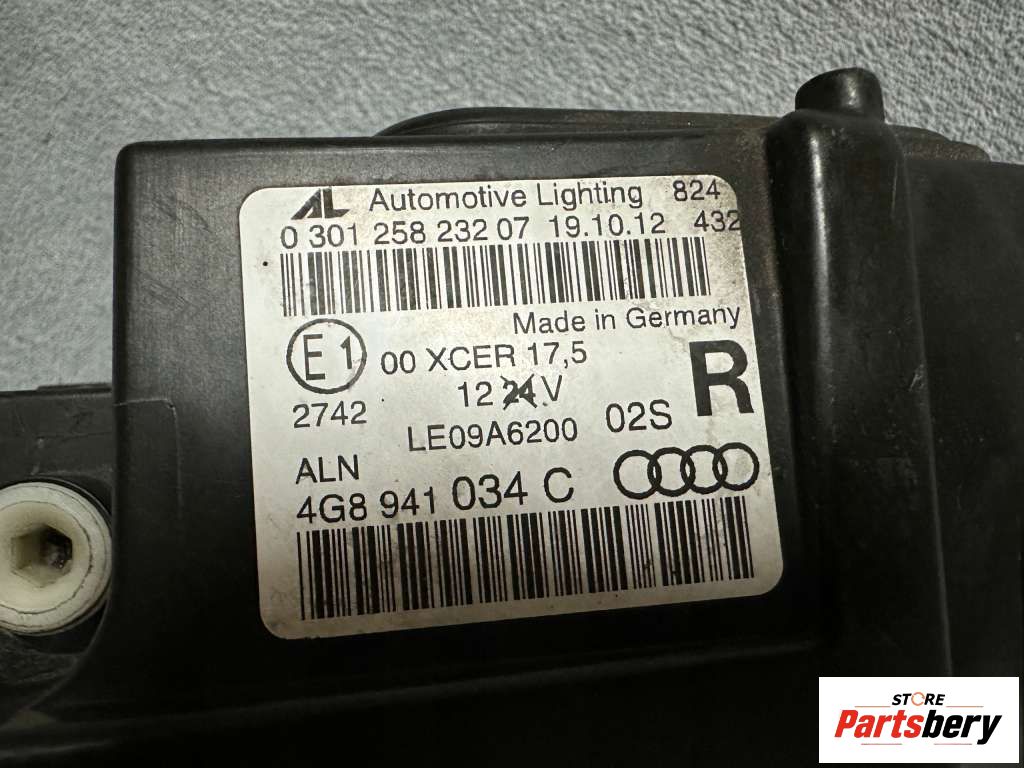 AL Automotive Lighting 824
0 301 258 232 07 19.10.12 432
Made in Germany
E1 00 XCER 17,5 R
2742 12 24 V
LE09A6200 02S
ALN
4G8 941 034 C
STORE
Partsbery